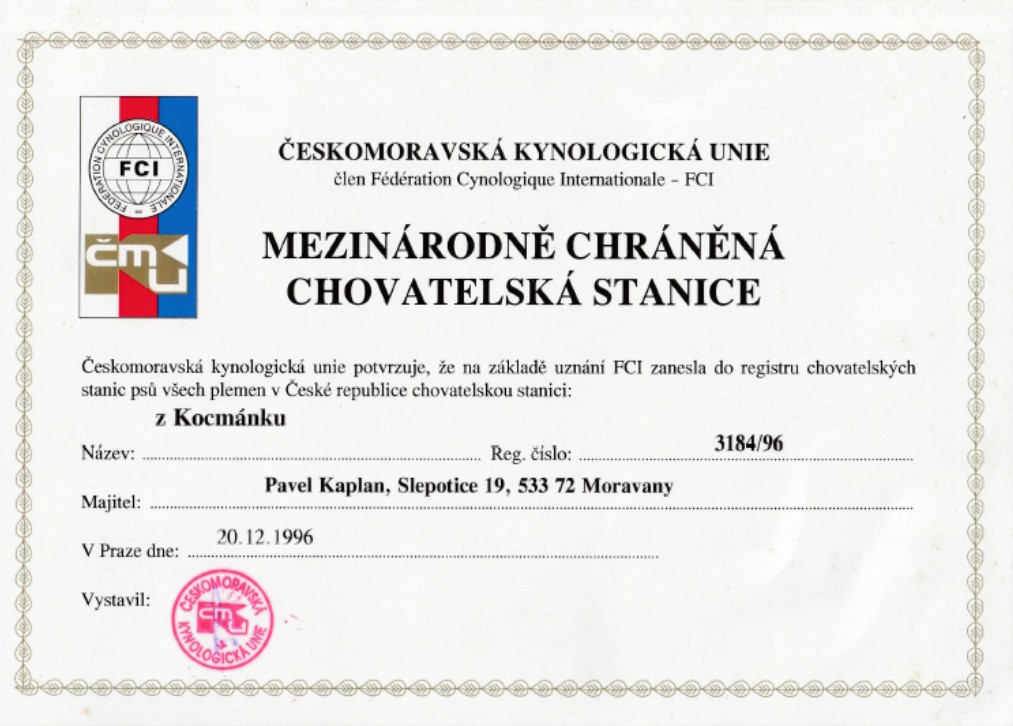 FEDERATION CYNOLOGIQUE INTERNATIONALE
FCI
čmku
ČESKOMORAVSKÁ KYNOLOGICKÁ UNIE
člen Fédération Cynologique Internationale – FCI
MEZINÁRODNĚ CHRÁNĚNÁ
CHOVATELSKÁ STANICE
Českomoravská kynologická unie potvrzuje, že na základě uznání FCI zanesla do registru chovatelských
stanic psů všech plemen v České republice chovatelskou stanici:
z Kocmánku
Název: Reg. číslo: 3184/96
Majitel: Pavel Kaplan, Slepotice 19, 533 72 Moravany
V Praze dne: 20.12.1996
Vystavil:
ČESKOMORAVSKÁ
čmku
KYNOLOGICKÁ UNIE